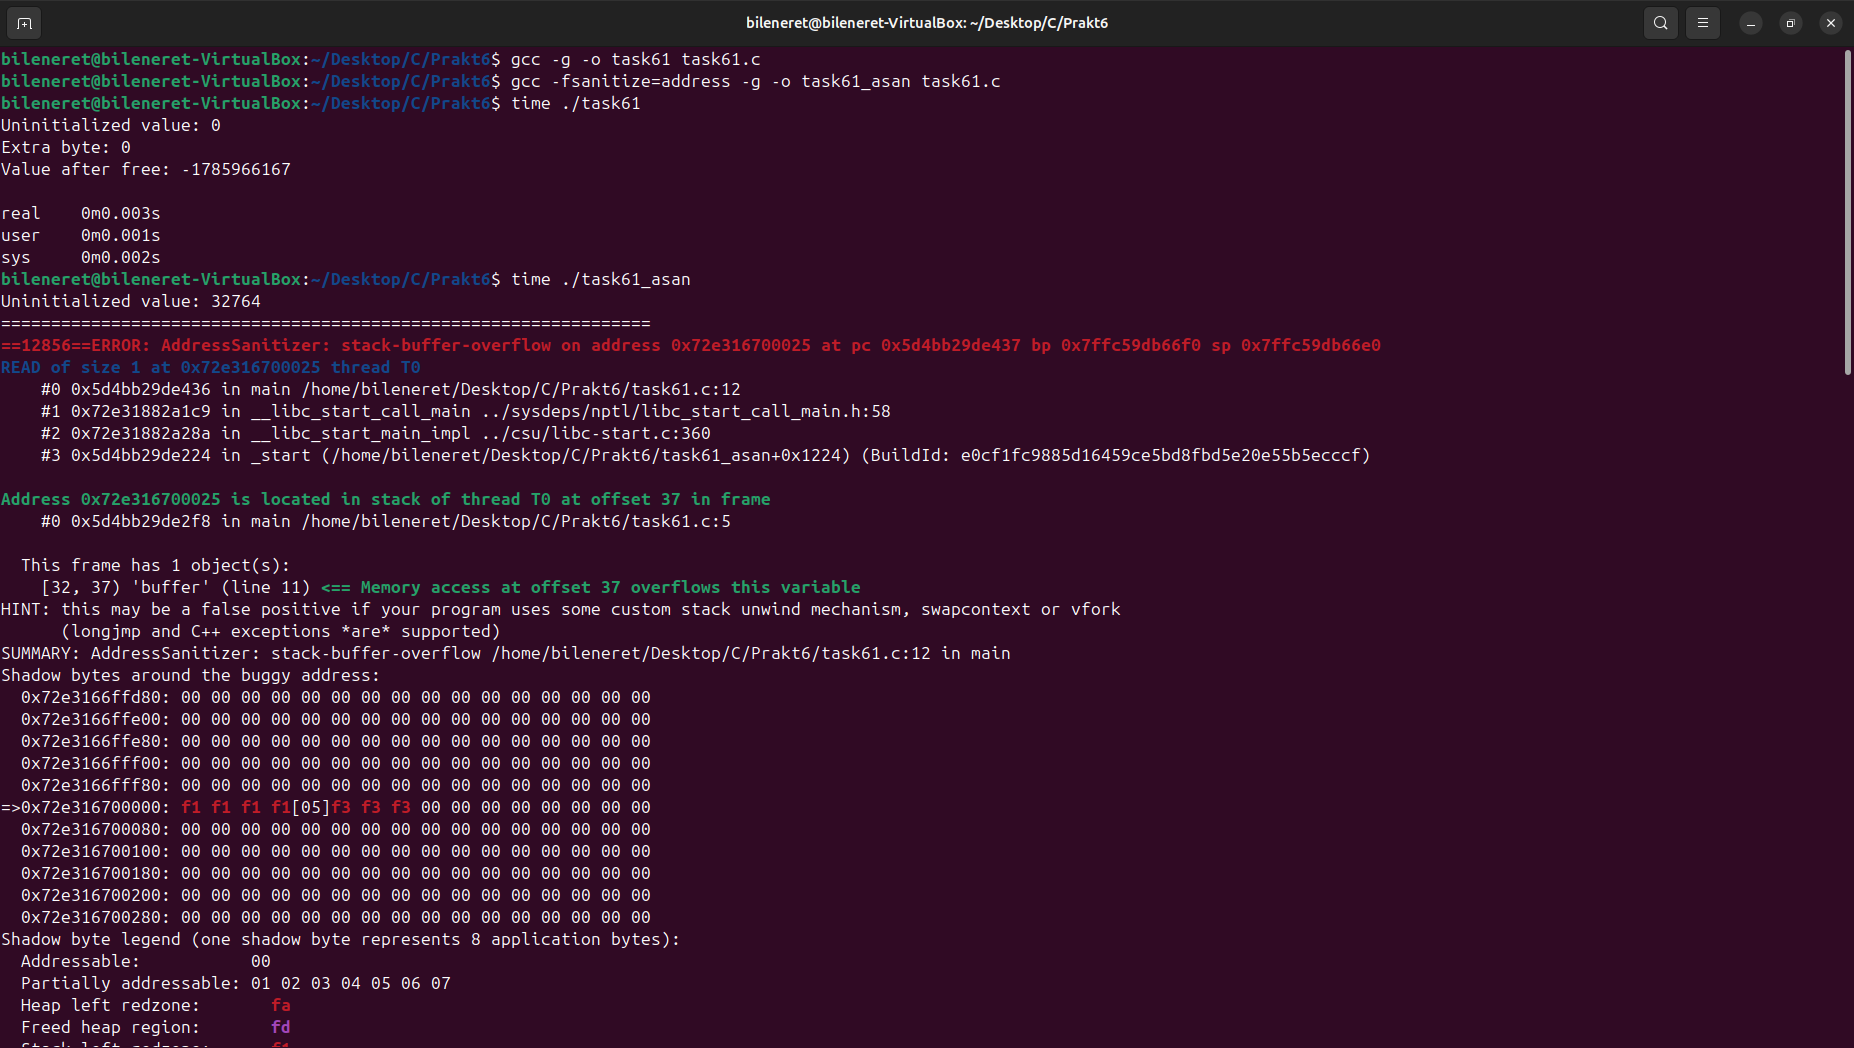 bileneret@bileneret-VirtualBox: ~/Desktop/C/Prakt6
bileneret@bileneret-VirtualBox:~/Desktop/C/Prakt6$ gcc -g -o task61 task61.c
bileneret@bileneret-VirtualBox:~/Desktop/C/Prakt6$ gcc -fsanitize=address -g -o task61_asan task61.c
bileneret@bileneret-VirtualBox:~/Desktop/C/Prakt6$ time ./task61
Uninitialized value: 0
Extra byte: 0
Value after free: -1785966167
real    0m0.003s
user    0m0.001s
sys     0m0.002s
bileneret@bileneret-VirtualBox:~/Desktop/C/Prakt6$ time ./task61_asan
Uninitialized value: 32764
=================================================================
==12856==ERROR: AddressSanitizer: stack-buffer-overflow on address 0x72e316700025 at pc 0x5d4bb29de437 bp 0x7ffc59db66f0 sp 0x7ffc59db66e0
READ of size 1 at 0x72e316700025 thread T0
    #0 0x5d4bb29de436 in main /home/bileneret/Desktop/C/Prakt6/task61.c:12
    #1 0x72e31882a1c9 in __libc_start_call_main ../sysdeps/nptl/libc_start_call_main.h:58
    #2 0x72e31882a28a in __libc_start_main_impl ../csu/libc-start.c:360
    #3 0x5d4bb29de224 in _start (/home/bileneret/Desktop/C/Prakt6/task61_asan+0x1224) (BuildId: e0cf1fc9885d16459ce5bd8fbd5e20e55b5ecccf)
Address 0x72e316700025 is located in stack of thread T0 at offset 37 in frame
    #0 0x5d4bb29de2f8 in main /home/bileneret/Desktop/C/Prakt6/task61.c:5
  This frame has 1 object(s):
    [32, 37) 'buffer' (line 11) <== Memory access at offset 37 overflows this variable
HINT: this may be a false positive if your program uses some custom stack unwind mechanism, swapcontext or vfork
      (longjmp and C++ exceptions *are* supported)
SUMMARY: AddressSanitizer: stack-buffer-overflow /home/bileneret/Desktop/C/Prakt6/task61.c:12 in main
Shadow bytes around the buggy address:
  0x72e3166ffd80: 00 00 00 00 00 00 00 00 00 00 00 00 00 00 00 00
  0x72e3166ffe00: 00 00 00 00 00 00 00 00 00 00 00 00 00 00 00 00
  0x72e3166ffe80: 00 00 00 00 00 00 00 00 00 00 00 00 00 00 00 00
  0x72e3166fff00: 00 00 00 00 00 00 00 00 00 00 00 00 00 00 00 00
  0x72e3166fff80: 00 00 00 00 00 00 00 00 00 00 00 00 00 00 00 00
=>0x72e316700000: f1 f1 f1 f1[05]f3 f3 f3 00 00 00 00 00 00 00 00
  0x72e316700080: 00 00 00 00 00 00 00 00 00 00 00 00 00 00 00 00
  0x72e316700100: 00 00 00 00 00 00 00 00 00 00 00 00 00 00 00 00
  0x72e316700180: 00 00 00 00 00 00 00 00 00 00 00 00 00 00 00 00
  0x72e316700200: 00 00 00 00 00 00 00 00 00 00 00 00 00 00 00 00
  0x72e316700280: 00 00 00 00 00 00 00 00 00 00 00 00 00 00 00 00
Shadow byte legend (one shadow byte represents 8 application bytes):
  Addressable:           00
  Partially addressable: 01 02 03 04 05 06 07
  Heap left redzone:       fa
  Freed heap region:       fd
  Stack left redzone:      f1